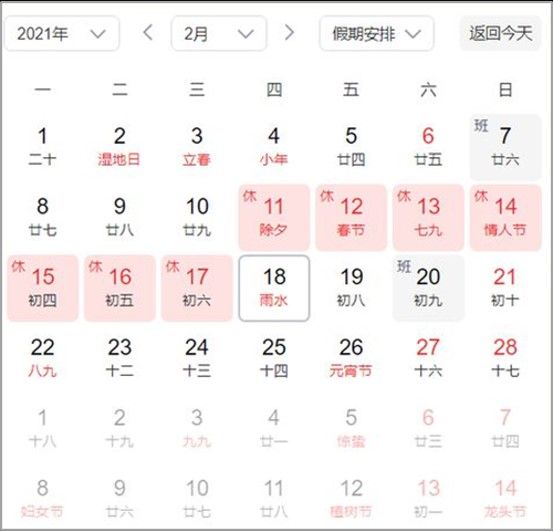 2021年 2月 假期安排 返回今天
一 二 三 四 五 六 日
1 2 3 4 5 6 班 7
二十 湿地日 立春 小年 廿四 廿五 廿六
8 9 10 休 11 休 12 休 13 休 14
廿七 廿八 廿九 除夕 春节 七九 情人节
休 15 休 16 休 17 18 19 班 20 21
初四 初五 初六 雨水 初八 初九 初十
22 23 24 25 26 27 28
八九 十二 十三 十四 元宵节 十六 十七
1 2 3 4 5 6 7
十八 十九 九九 廿一 惊蛰 廿三 廿四
8 9 10 11 12 13 14
妇女节 廿六 廿七 廿八 植树节 初一 龙头节